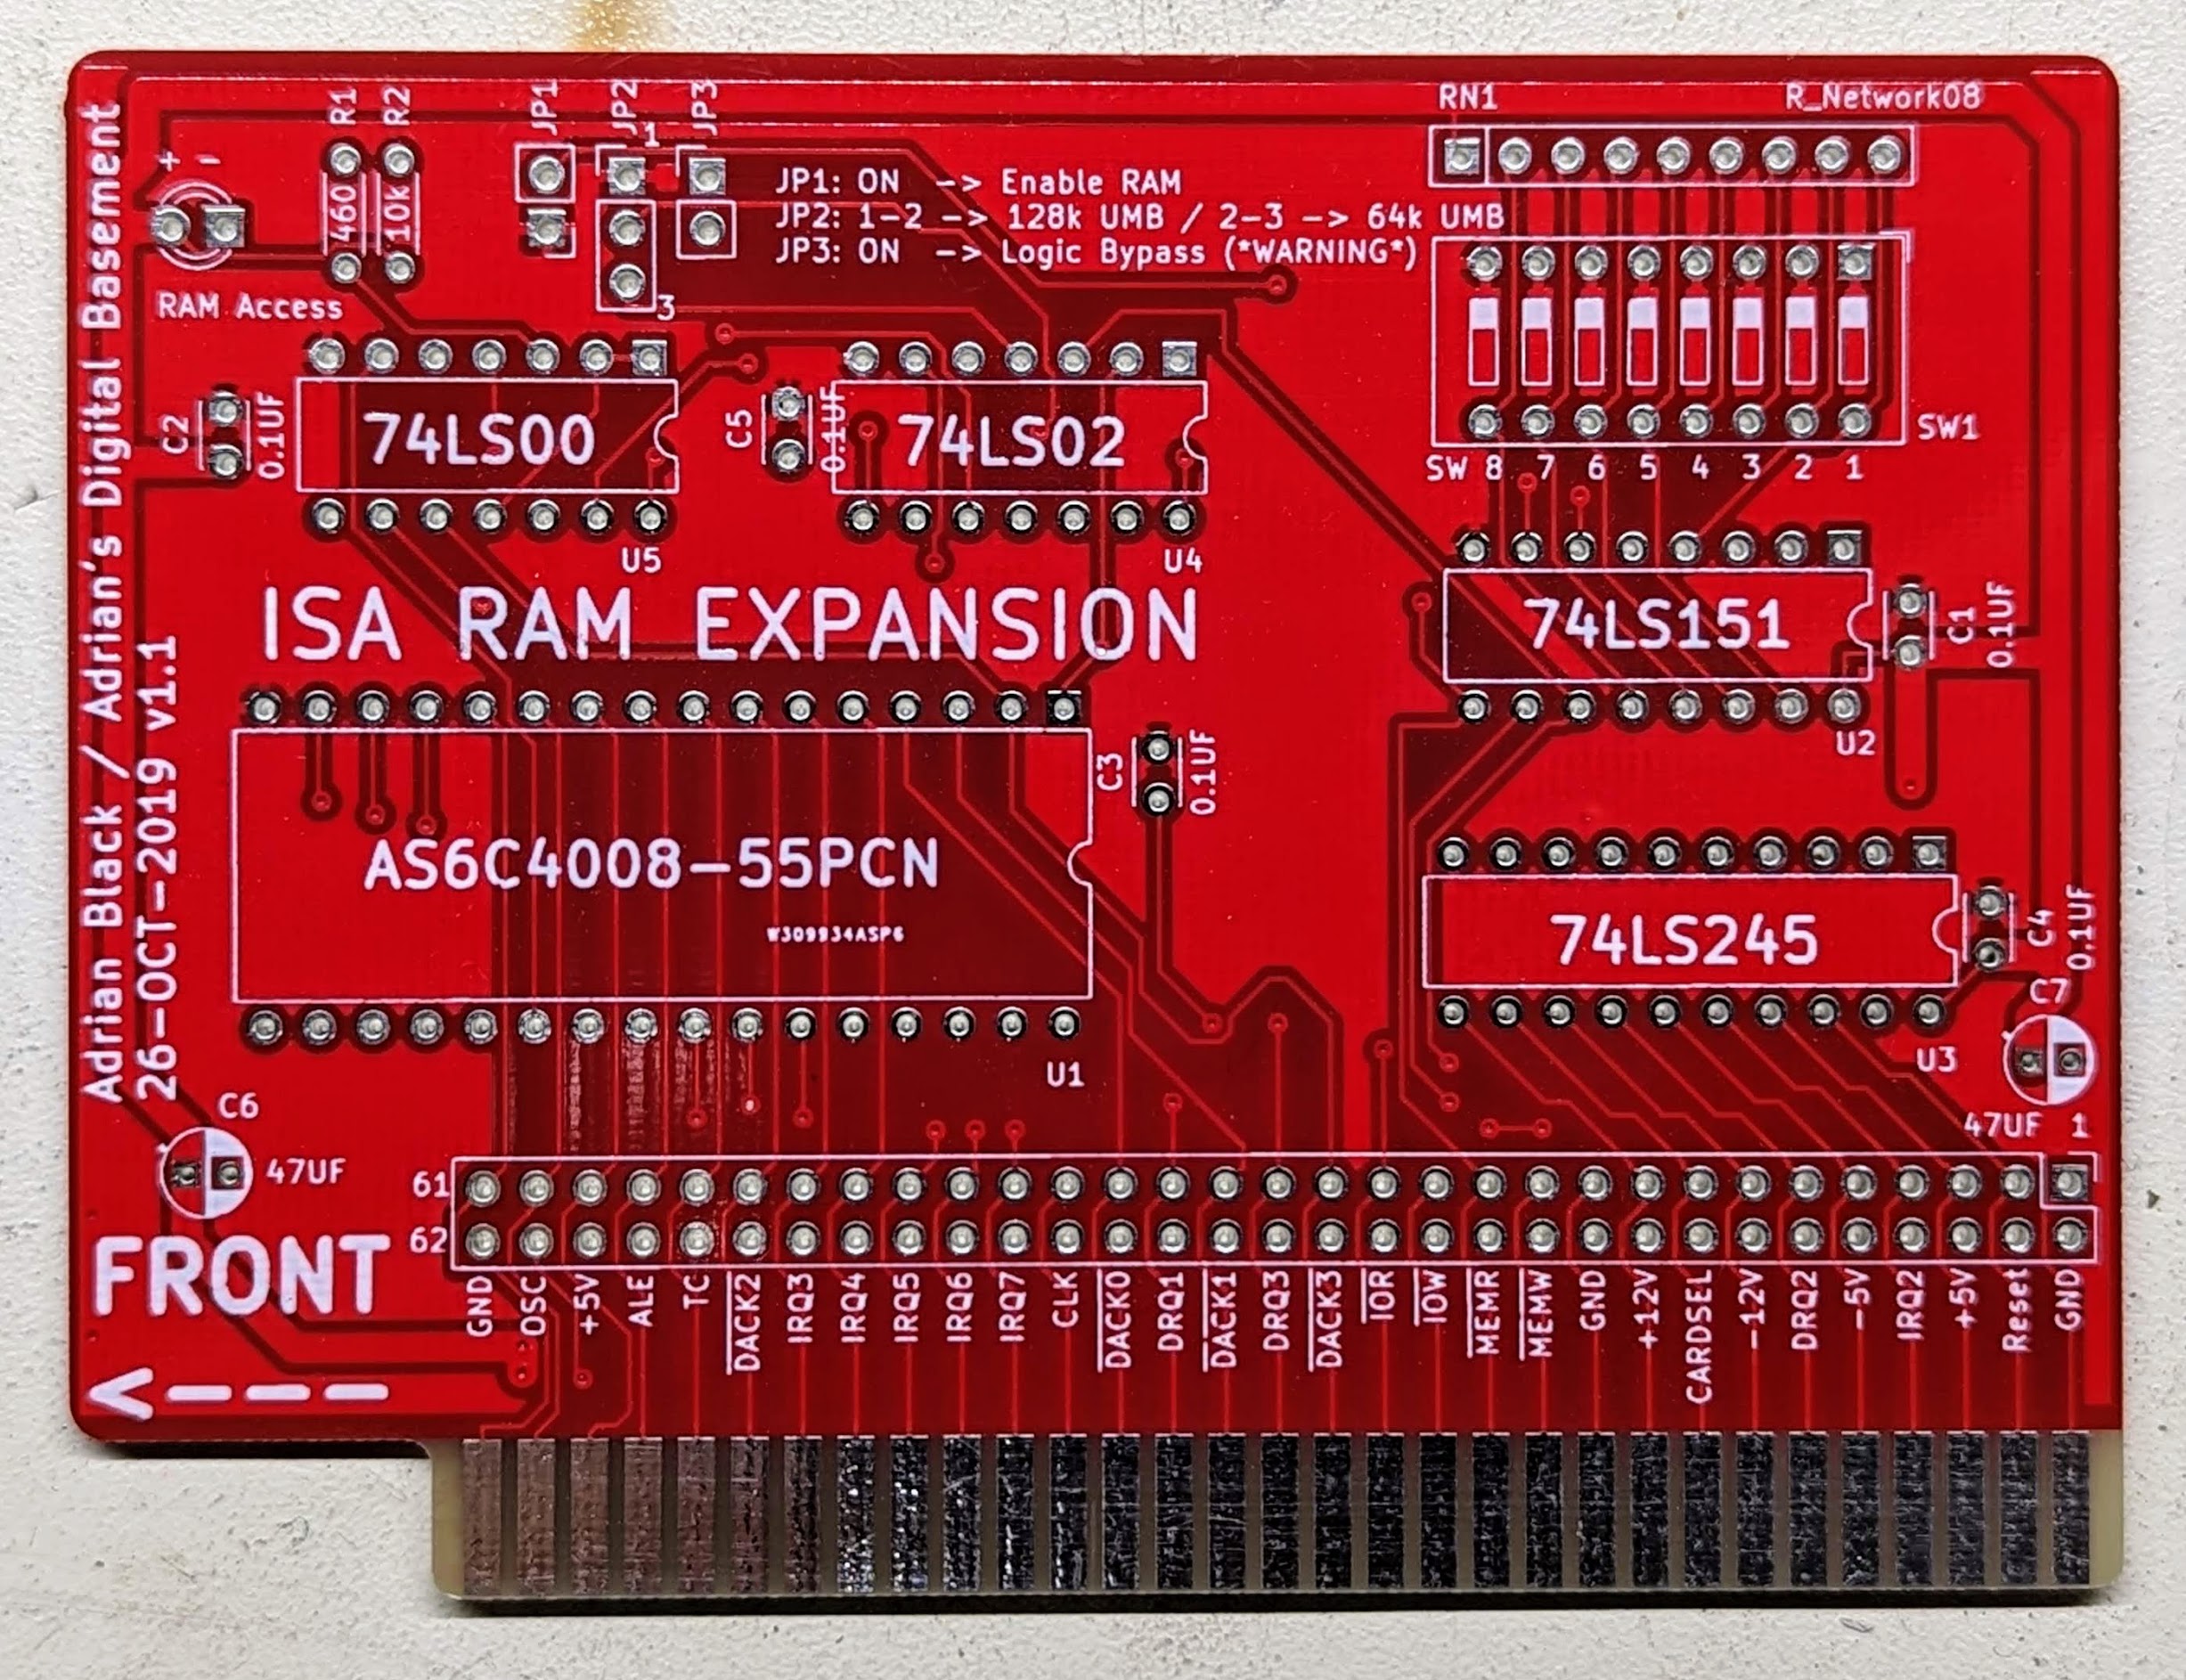 Adrian Black / Adrian's Digital Basement
26-OCT-2019 v1.1
R1
R2
JP1
JP2
JP3
1
3
+ -
460
10k
RAM Access
JP1: ON -> Enable RAM
JP2: 1-2 -> 128k UMB / 2-3 -> 64k UMB
JP3: ON -> Logic Bypass (*WARNING*)
RN1
R_Network08
SW1
SW 8 7 6 5 4 3 2 1
C2
0.1UF
74LS00
U5
C5
0.1UF
74LS02
U4
ISA RAM EXPANSION
74LS151
U2
C1
0.1UF
AS6C4008-55PCN
W309934ASP6
U1
C3
0.1UF
74LS245
U3
C4
0.1UF
C7
47UF
1
C6
47UF
61
62
FRONT
<---
GND
OSC
+5V
ALE
TC
DACK2
IRQ3
IRQ4
IRQ5
IRQ6
IRQ7
CLK
DACK0
DRQ1
DACK1
DRQ3
DACK3
IOR
IOW
MEMR
MEMW
GND
+12V
CARDSEL
-12V
DRQ2
-5V
IRQ2
+5V
Reset
GND